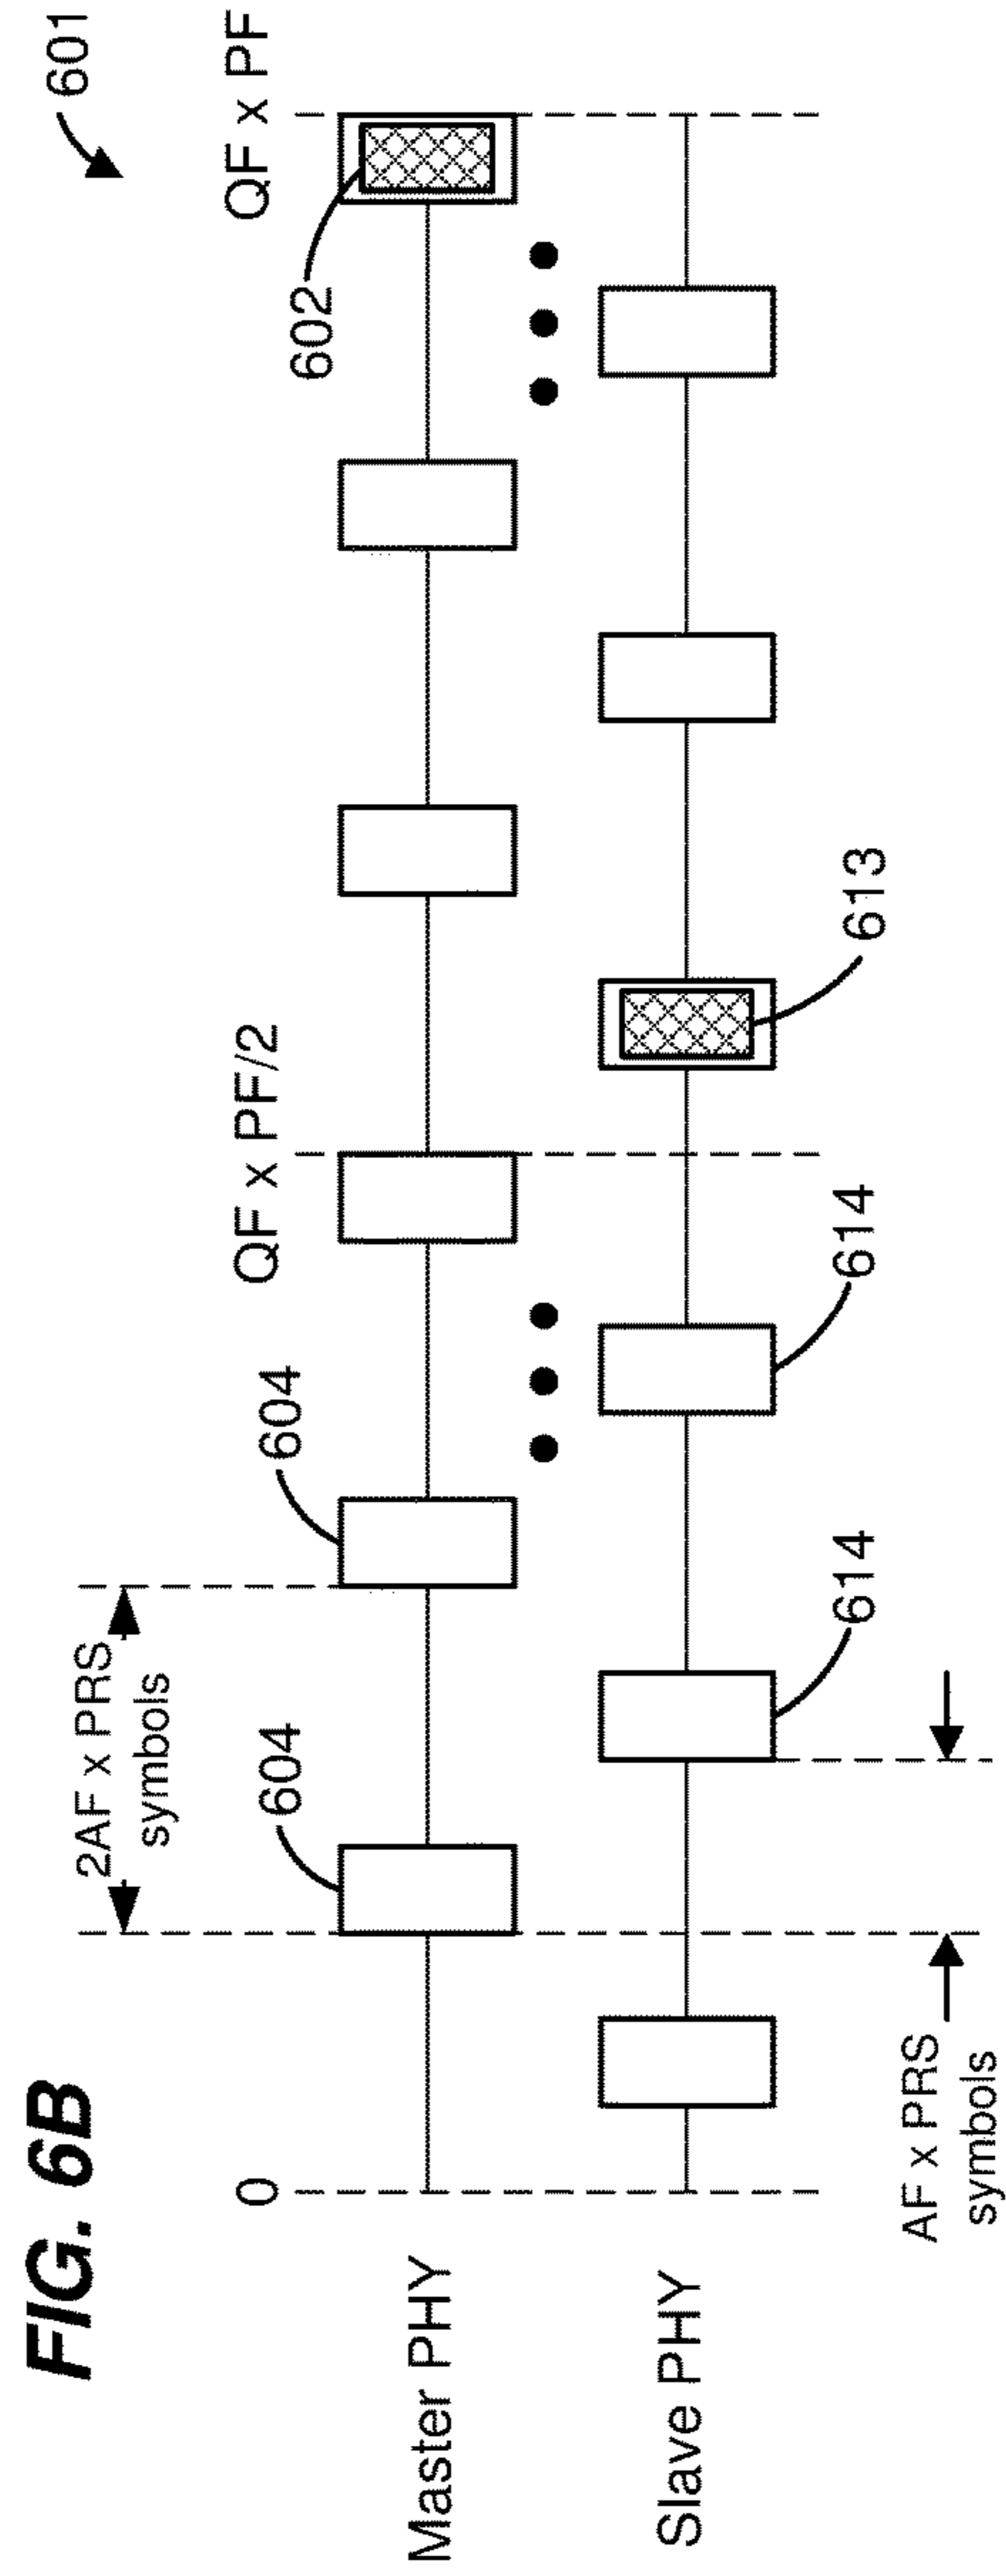 FIG. 6B
601
0
QF x PF/2
QF x PF
2AF x PRS
symbols
604
604
602
Master PHY
Slave PHY
614
614
613
AF x PRS
symbols